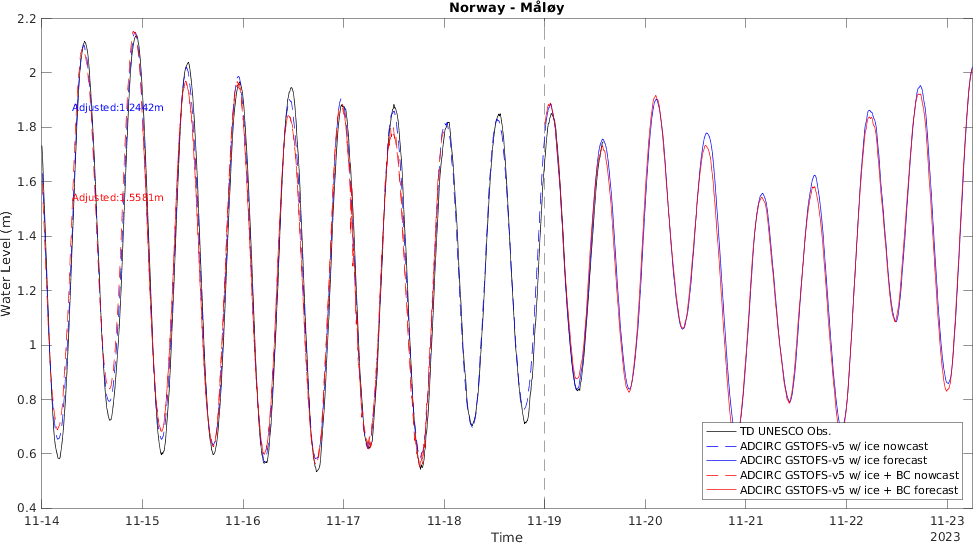 Norway - Måløy
2.2
2
1.8
1.6
1.4
1.2
1
0.8
0.6
0.4
Water Level (m)
Adjusted:1.2442m
Adjusted:1.5581m
TD UNESCO Obs.
ADCIRC GSTOFS-v5 w/ ice nowcast
ADCIRC GSTOFS-v5 w/ ice forecast
ADCIRC GSTOFS-v5 w/ ice + BC nowcast
ADCIRC GSTOFS-v5 w/ ice + BC forecast
11-14 11-15 11-16 11-17 11-18 11-19 11-20 11-21 11-22 11-23
2023
Time